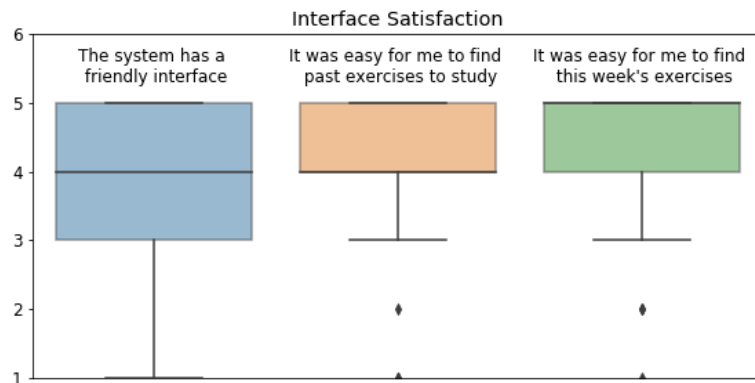 Interface Satisfaction
6
The system has a
friendly interface
It was easy for me to find
past exercises to study
It was easy for me to find
this week's exercises
5
4
3
2
1